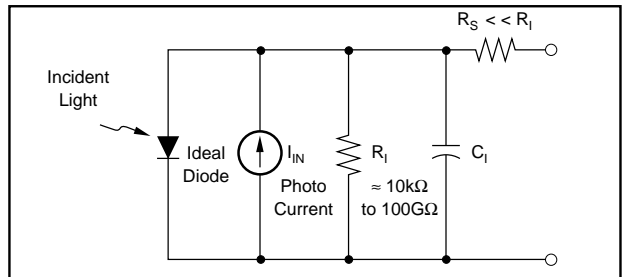 R_S << R_I
Incident
Light
Ideal
Diode
I_IN
Photo
Current
R_I
≈ 10kΩ
to 100GΩ
C_I